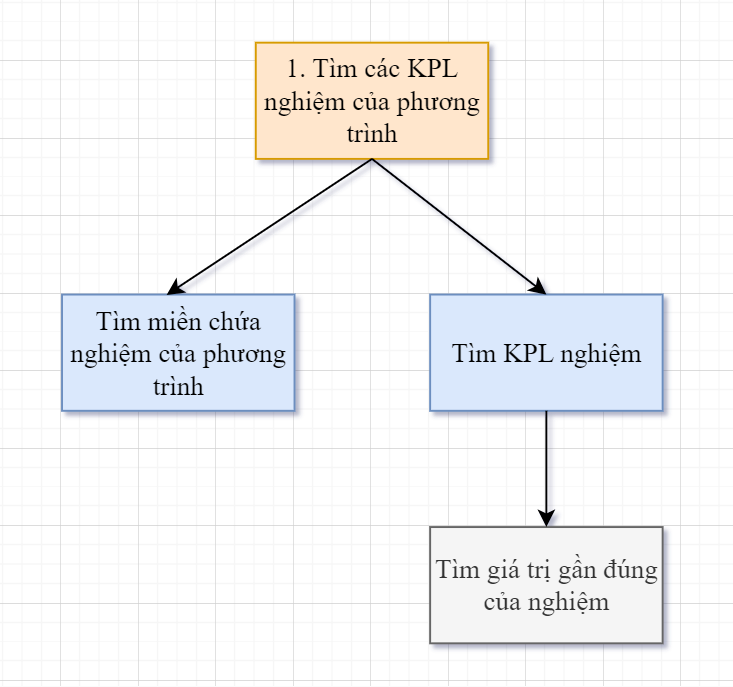 1. Tìm các KPL
nghiệm của phương
trình
Tìm miền chứa
nghiệm của phương
trình
Tìm KPL nghiệm
Tìm giá trị gần đúng
của nghiệm